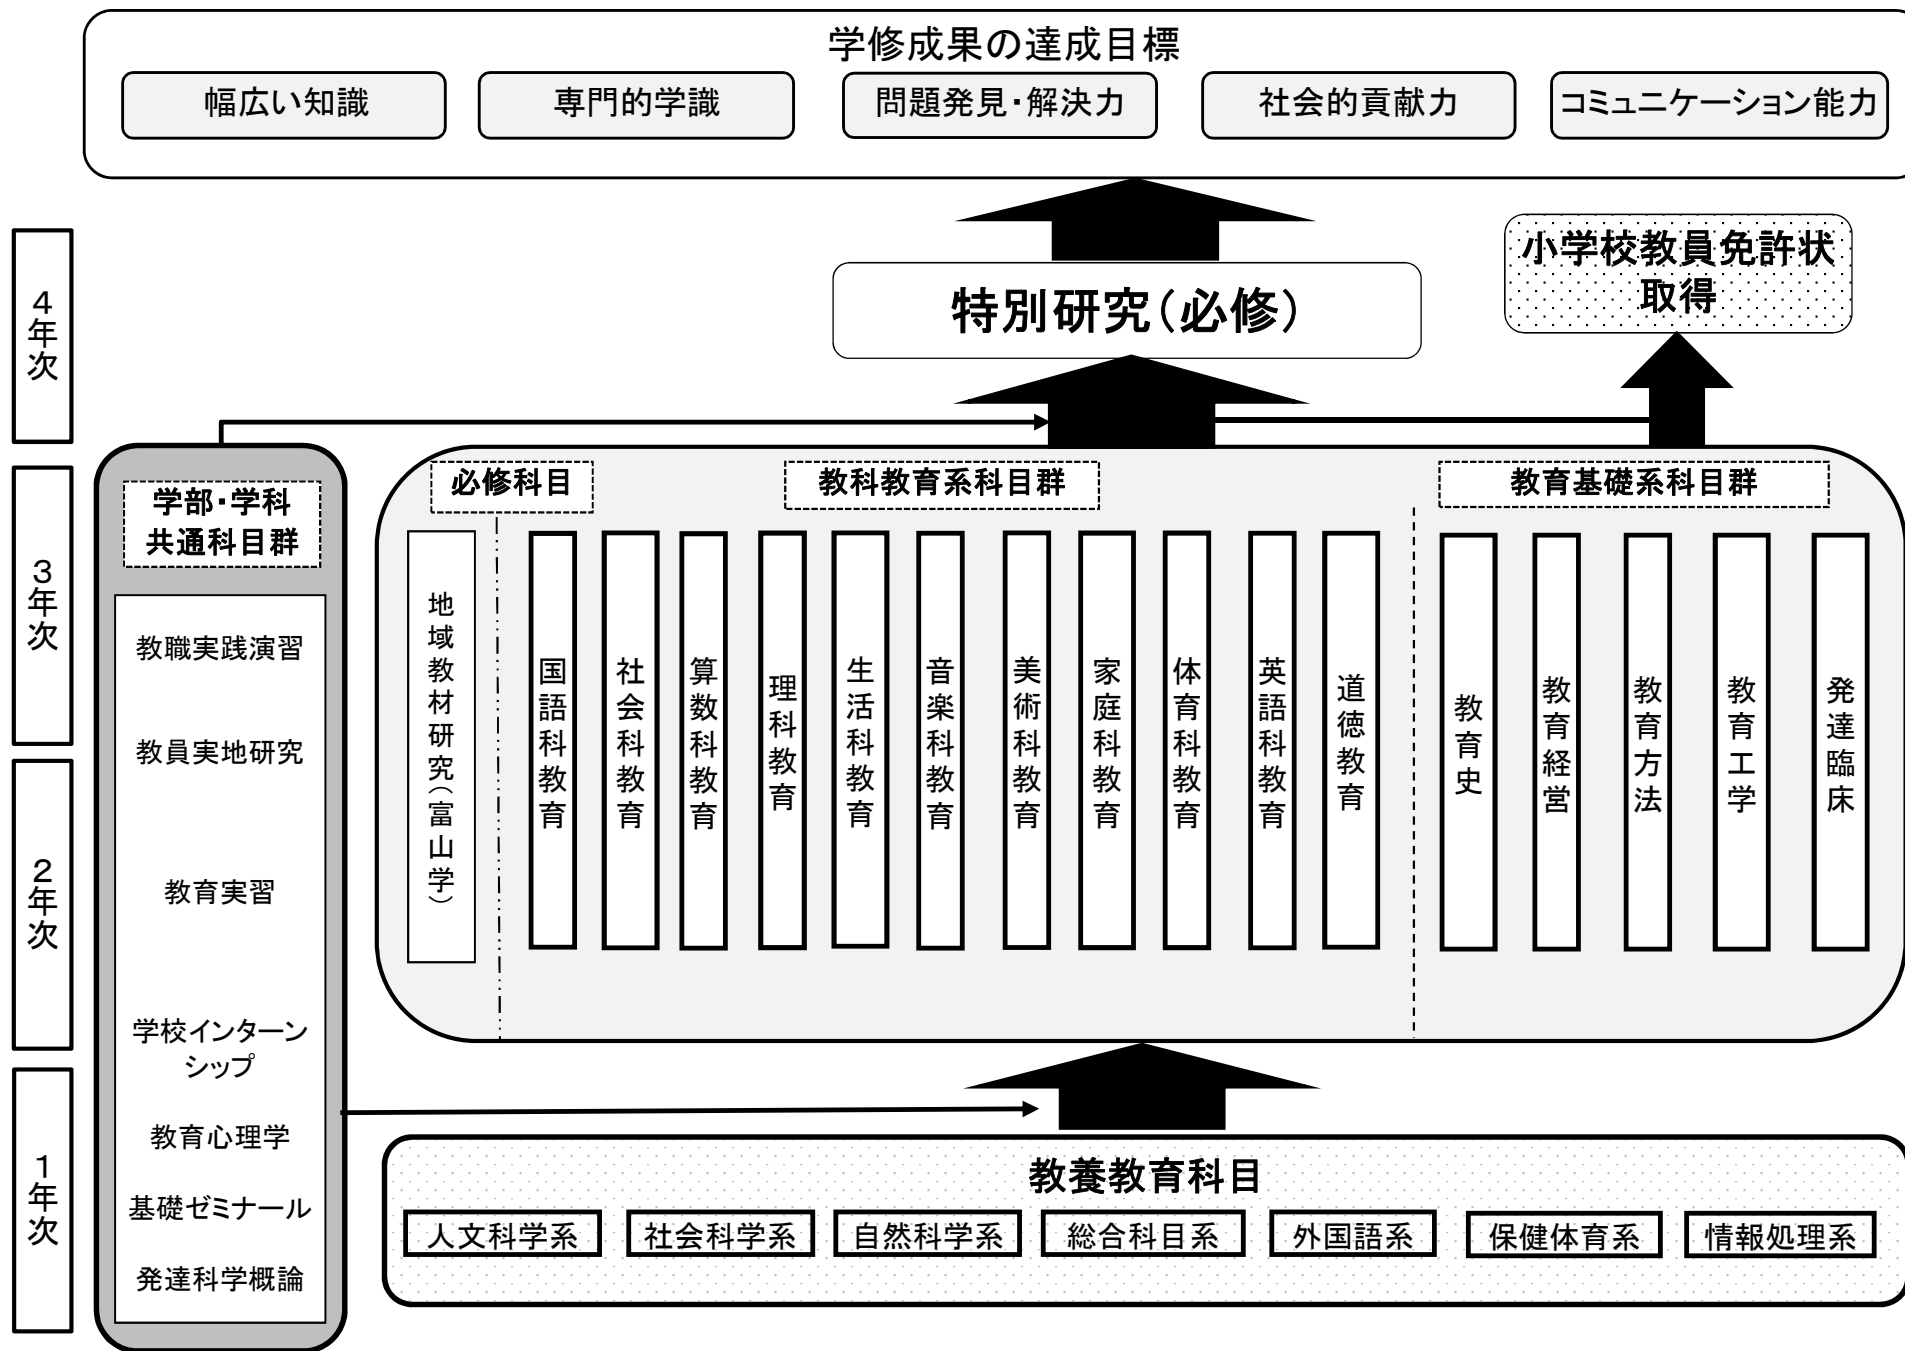 学修成果の達成目標
幅広い知識
専門的学識
問題発見・解決力
社会的貢献力
コミュニケーション能力
4年次
特別研究(必修)
小学校教員免許状
取得
3年次
2年次
1年次
学部・学科
共通科目群
教職実践演習
教員実地研究
教育実習
学校インターン
シップ
教育心理学
基礎ゼミナール
発達科学概論
必修科目
教科教育系科目群
教育基礎系科目群
地域教材研究(富山学)
国語科教育
社会科教育
算数科教育
理科教育
生活科教育
音楽科教育
美術科教育
家庭科教育
体育科教育
英語科教育
道徳教育
教育史
教育経営
教育方法
教育工学
発達臨床
教養教育科目
人文科学系
社会科学系
自然科学系
総合科目系
外国語系
保健体育系
情報処理系